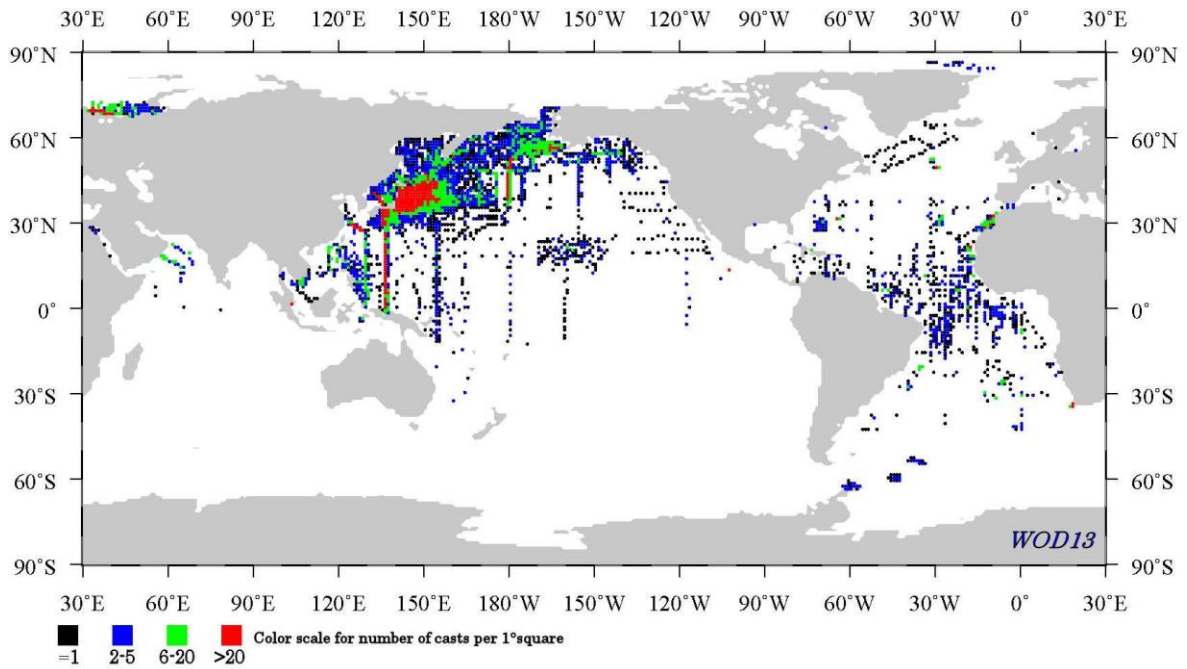 30°E 60°E 90°E 120°E 150°E 180°W 150°W 120°W 90°W 60°W 30°W 0° 30°E
90°N 90°N
60°N 60°N
30°N 30°N
0° 0°
30°S 30°S
60°S 60°S
WOD13
90°S 90°S
30°E 60°E 90°E 120°E 150°E 180°W 150°W 120°W 90°W 60°W 30°W 0° 30°E
Color scale for number of casts per 1°square
=1 2-5 6-20 >20